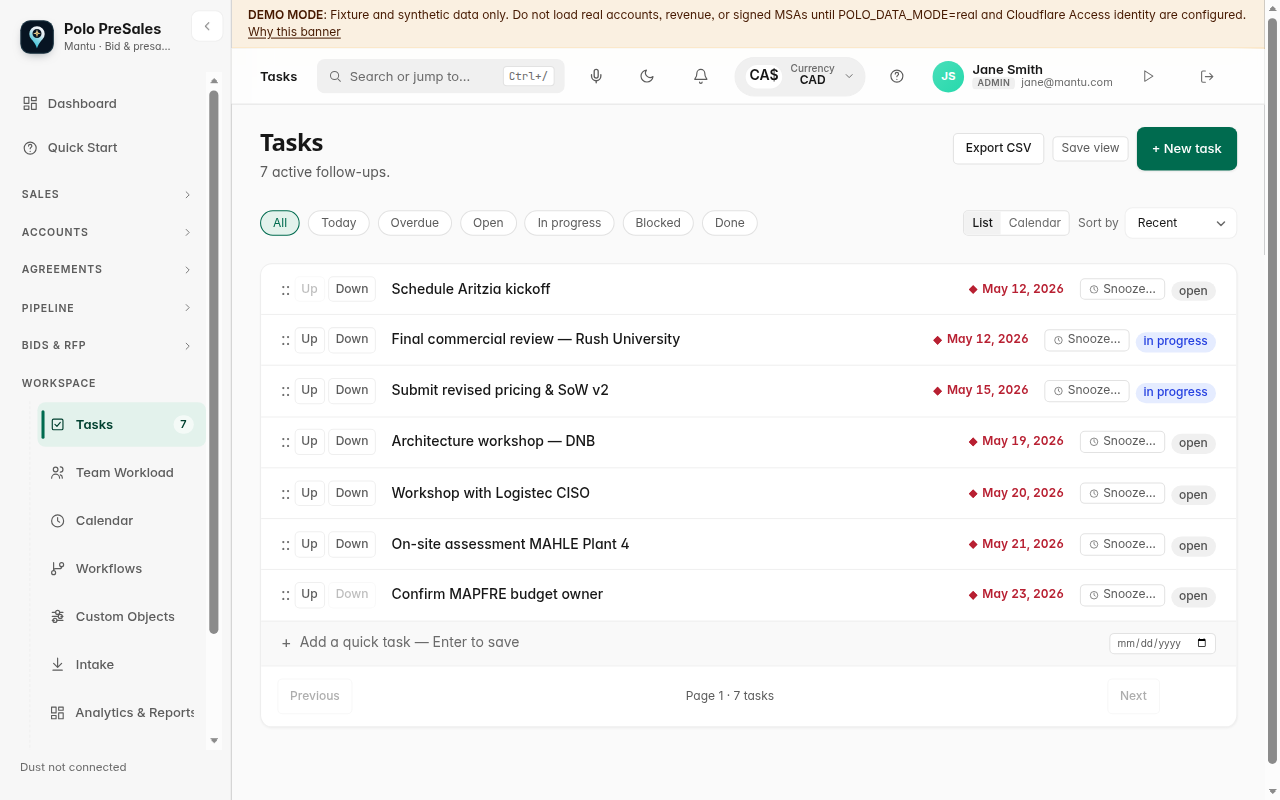 Polo PreSales
Mantu · Bid & presa...
Dashboard
Quick Start
SALES
ACCOUNTS
AGREEMENTS
PIPELINE
BIDS & RFP
WORKSPACE
Tasks 7
Team Workload
Calendar
Workflows
Custom Objects
Intake
Analytics & Reports
Dust not connected
DEMO MODE: Fixture and synthetic data only. Do not load real accounts, revenue, or signed MSAs until POLO_DATA_MODE=real and Cloudflare Access identity are configured.
Why this banner
Tasks
Search or jump to... Ctrl+/
CA$ Currency CAD
JS Jane Smith
ADMIN jane@mantu.com
Tasks
7 active follow-ups.
Export CSV Save view + New task
All Today Overdue Open In progress Blocked Done
List Calendar Sort by Recent
:: Up Down Schedule Aritzia kickoff ◆ May 12, 2026 Snooze... open
:: Up Down Final commercial review — Rush University ◆ May 12, 2026 Snooze... in progress
:: Up Down Submit revised pricing & SoW v2 ◆ May 15, 2026 Snooze... in progress
:: Up Down Architecture workshop — DNB ◆ May 19, 2026 Snooze... open
:: Up Down Workshop with Logistec CISO ◆ May 20, 2026 Snooze... open
:: Up Down On-site assessment MAHLE Plant 4 ◆ May 21, 2026 Snooze... open
:: Up Down Confirm MAPFRE budget owner ◆ May 23, 2026 Snooze... open
+ Add a quick task — Enter to save mm/dd/yyyy
Previous Page 1 · 7 tasks Next